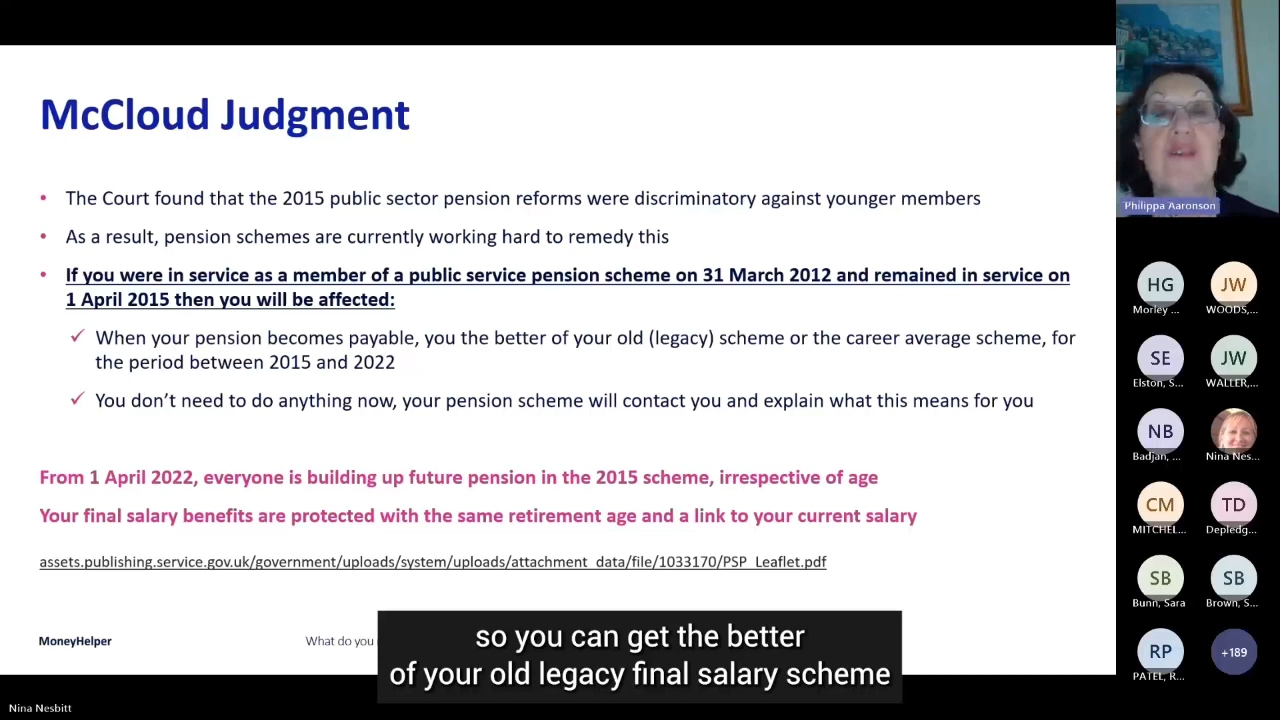 McCloud Judgment
• The Court found that the 2015 public sector pension reforms were discriminatory against younger members
• As a result, pension schemes are currently working hard to remedy this
• If you were in service as a member of a public service pension scheme on 31 March 2012 and remained in service on
1 April 2015 then you will be affected:
✓ When your pension becomes payable, you the better of your old (legacy) scheme or the career average scheme, for
the period between 2015 and 2022
✓ You don’t need to do anything now, your pension scheme will contact you and explain what this means for you
From 1 April 2022, everyone is building up future pension in the 2015 scheme, irrespective of age
Your final salary benefits are protected with the same retirement age and a link to your current salary
assets.publishing.service.gov.uk/government/uploads/system/uploads/attachment_data/file/1033170/PSP_Leaflet.pdf
MoneyHelper
What do you
so you can get the better
of your old legacy final salary scheme
Nina Nesbitt
Philippa Aaronson
HG
Morley ...
JW
WOODS,...
SE
Elston, S...
JW
WALLER,...
NB
Badjan, ...
Nina Nes...
CM
MITCHEL...
TD
Depledg...
SB
Bunn, Sara
SB
Brown, S...
RP
PATEL, R...
+189